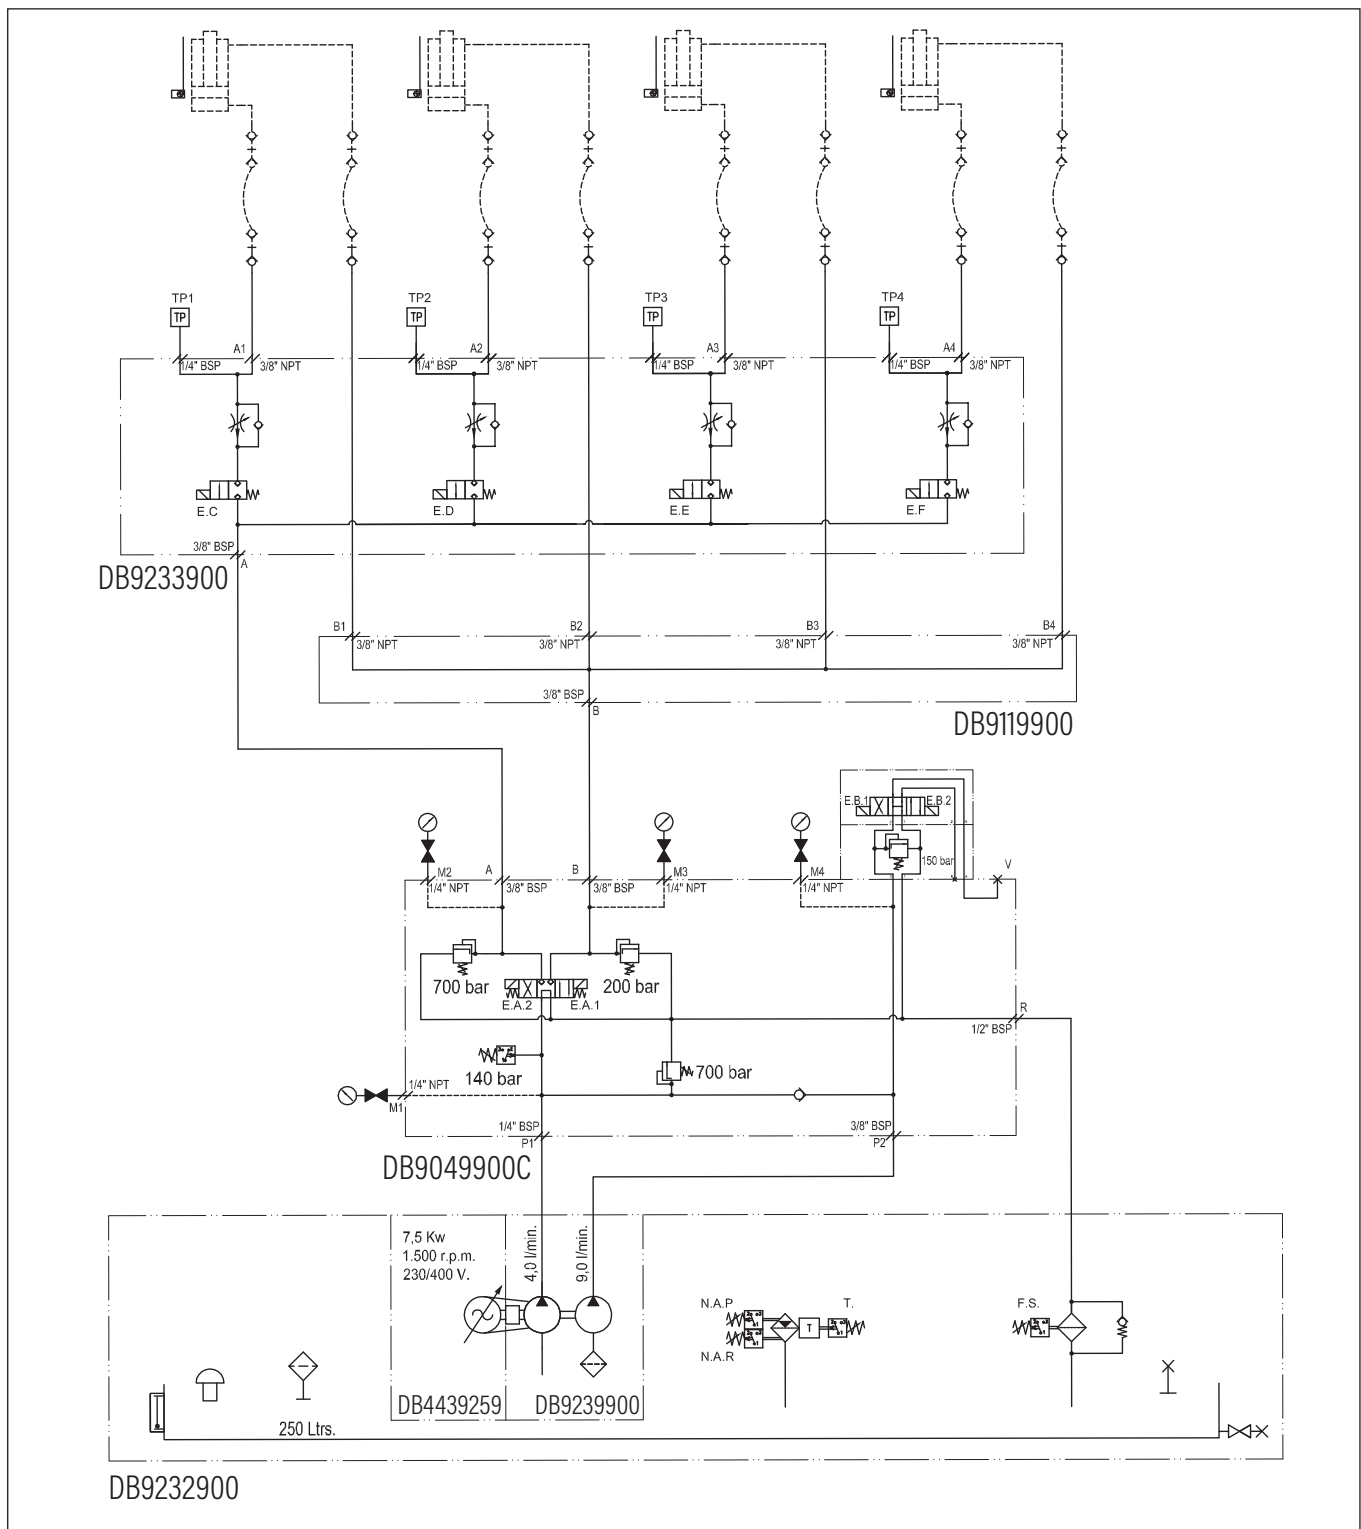 TP1
TP2
TP3
TP4
TP
TP
TP
TP
A1
A2
A3
A4
1/4" BSP
3/8" NPT
1/4" BSP
3/8" NPT
1/4" BSP
3/8" NPT
1/4" BSP
3/8" NPT
E.C
E.D
E.E
E.F
3/8" BSP
A
DB9233900
B1
B2
B3
B4
3/8" NPT
3/8" NPT
3/8" NPT
3/8" NPT
3/8" BSP
B
DB9119900
E.B.1
E.B.2
150 bar
V
M2
A
B
M3
M4
1/4" NPT
3/8" BSP
3/8" BSP
1/4" NPT
1/4" NPT
700 bar
200 bar
E.A.2
E.A.1
R
1/2" BSP
140 bar
700 bar
1/4" NPT
M1
1/4" BSP
P1
3/8" BSP
P2
DB9049900C
7,5 Kw
1.500 r.p.m.
230/400 V.
4,0 l/min.
9,0 l/min.
N.A.P
T.
T
N.A.R
F.S.
DB4439259
DB9239900
250 Ltrs.
DB9232900